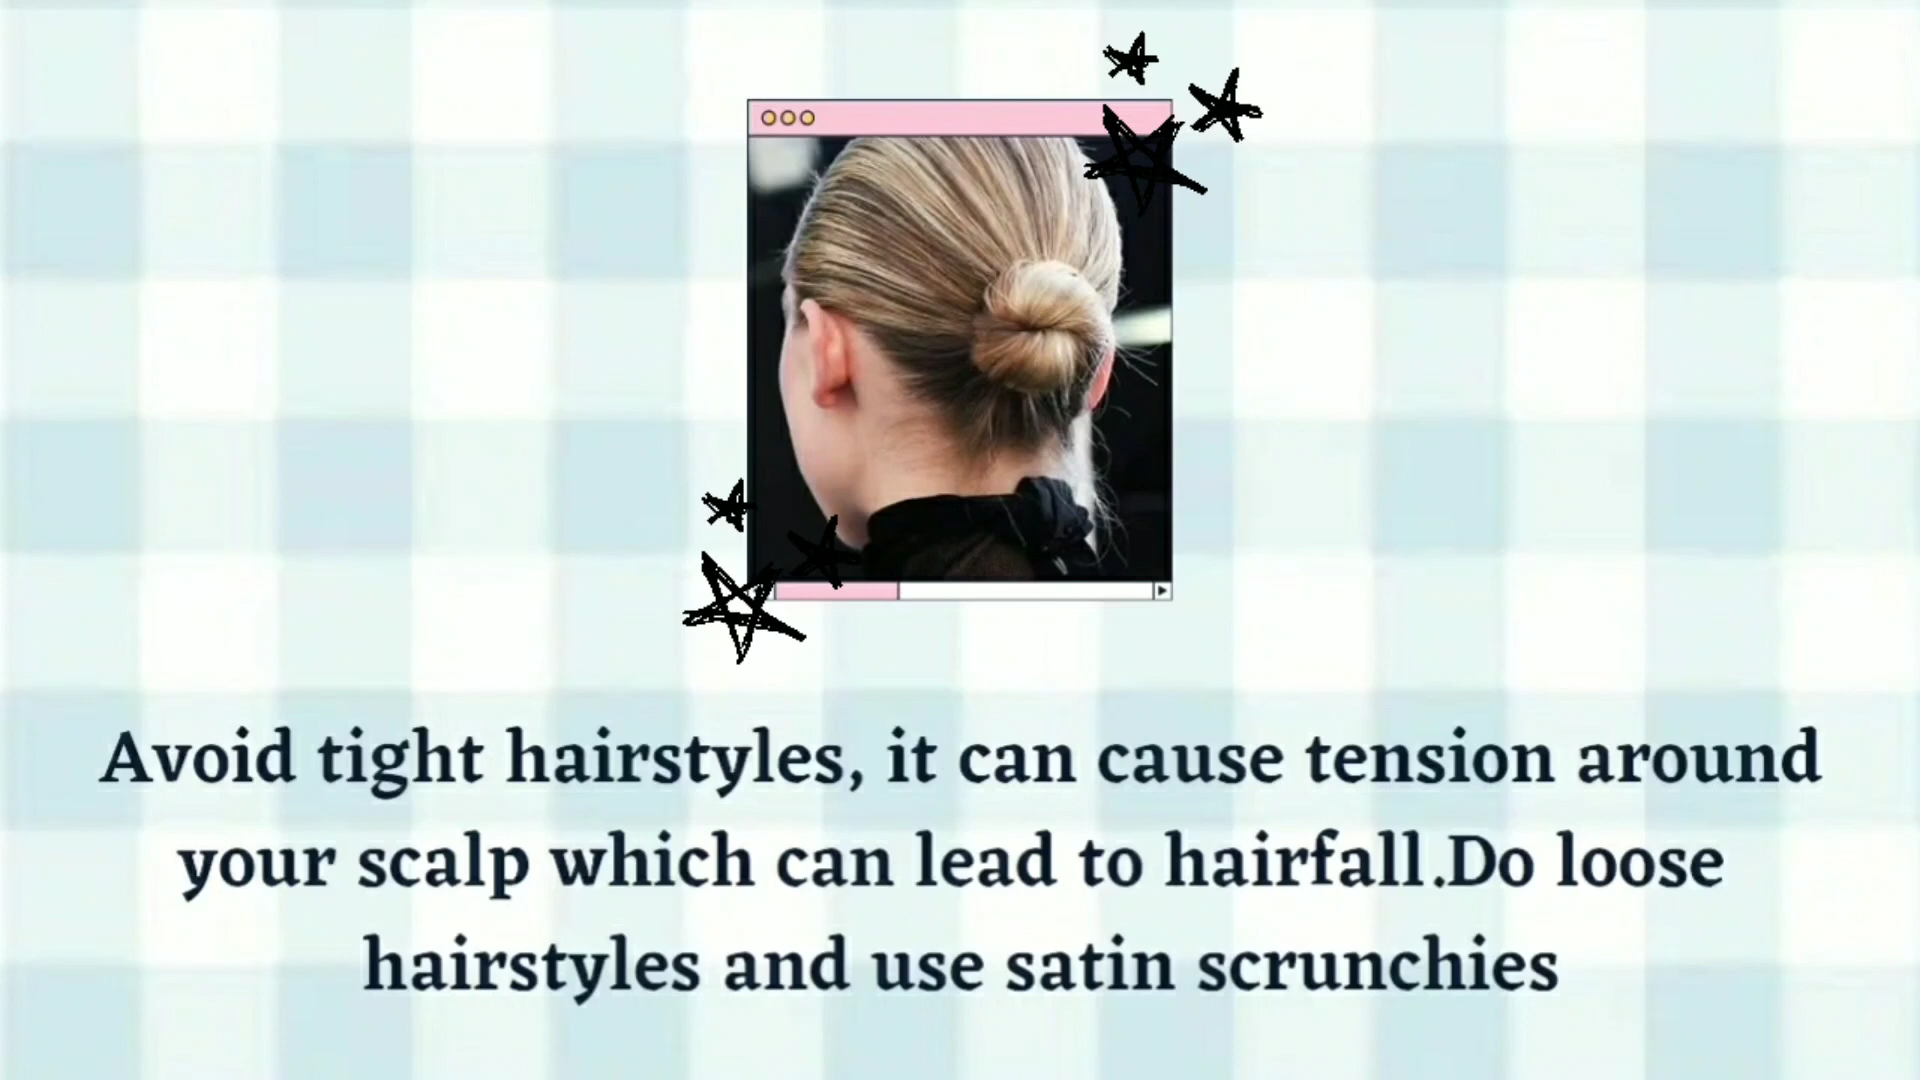 Avoid tight hairstyles, it can cause tension around
your scalp which can lead to hairfall.Do loose
hairstyles and use satin scrunchies